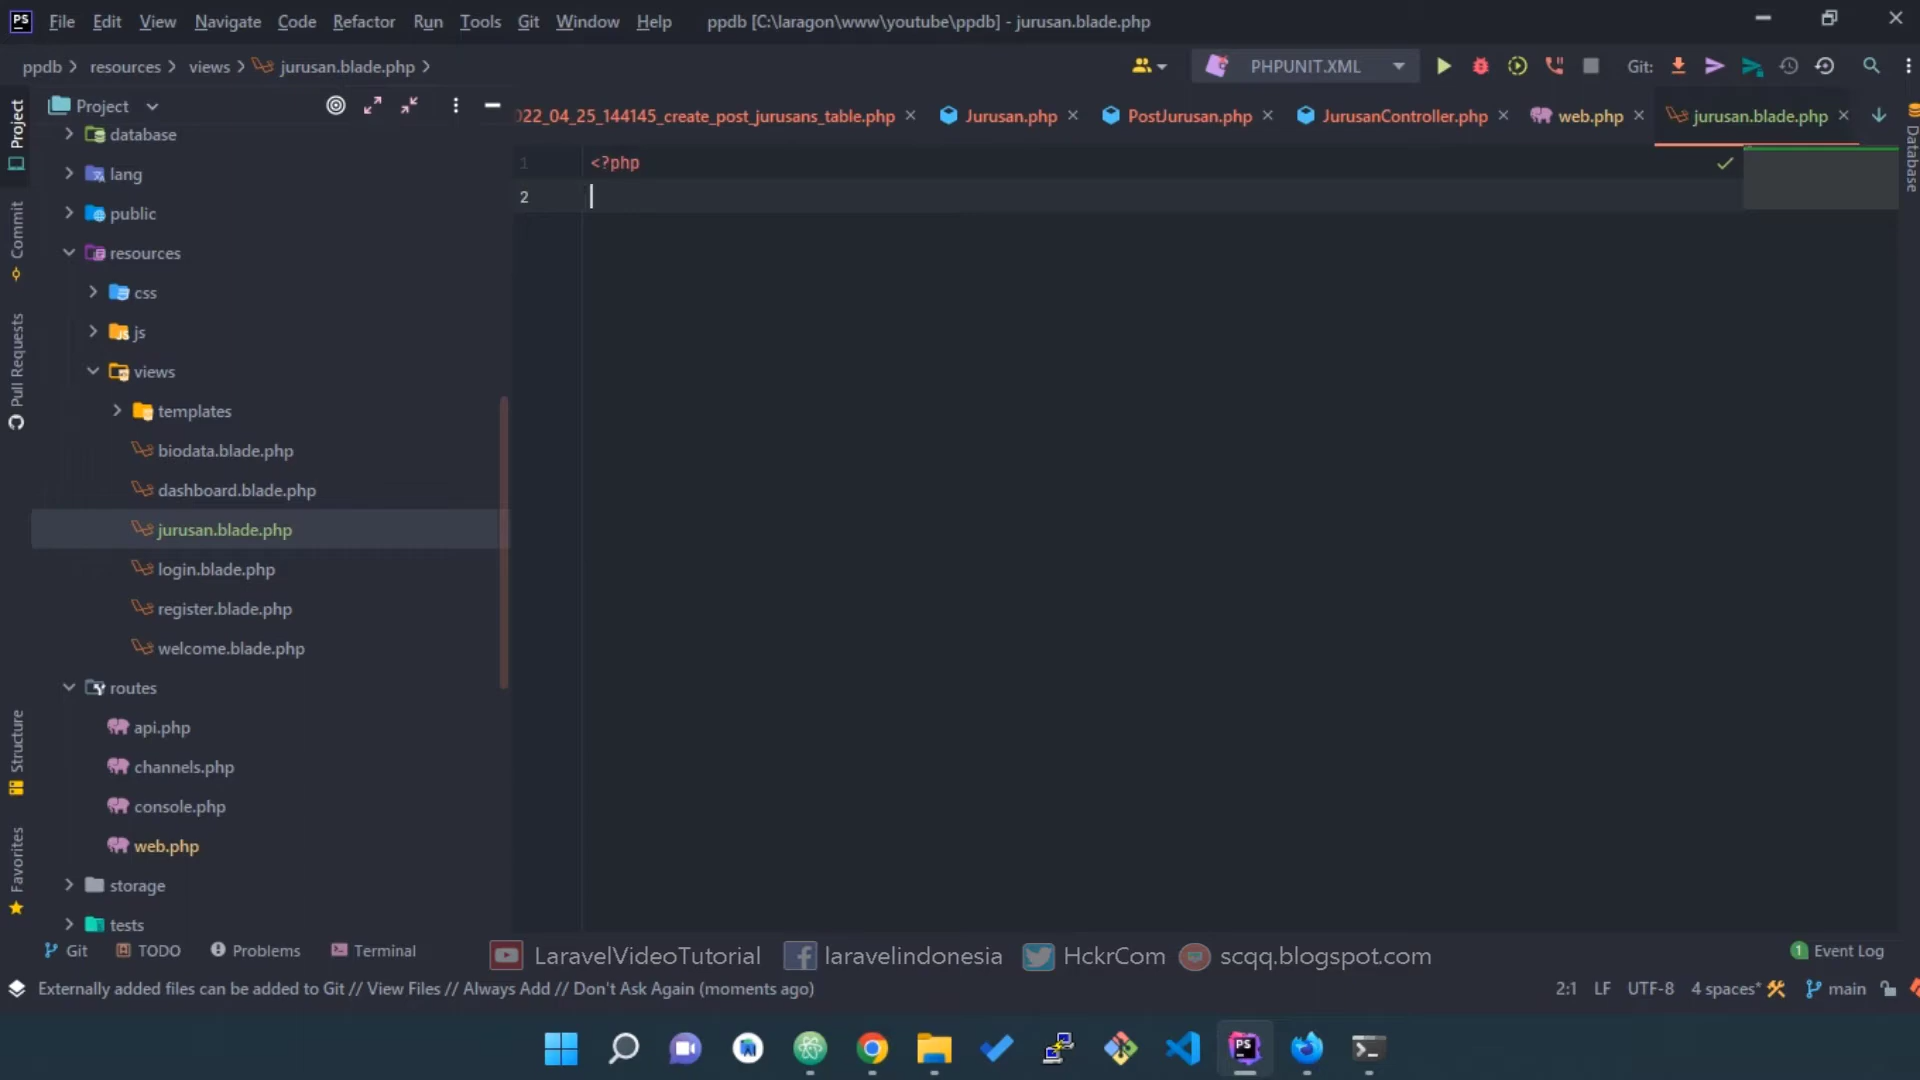 PS File Edit View Navigate Code Refactor Run Tools Git Window Help ppdb [C:\laragon\www\youtube\ppdb] - jurusan.blade.php
ppdb resources views jurusan.blade.php PHPUNIT.XML Git:
Project
022_04_25_144145_create_post_jurusans_table.php Jurusan.php PostJurusan.php JurusanController.php web.php jurusan.blade.php
Project
Commit
Pull Requests
Structure
Favorites
database
lang
public
resources
css
js
views
templates
biodata.blade.php
dashboard.blade.php
jurusan.blade.php
login.blade.php
register.blade.php
welcome.blade.php
routes
api.php
channels.php
console.php
web.php
storage
tests
1 <?php
2
Database
Git TODO Problems Terminal
LaravelVideoTutorial laravelindonesia HckrCom scqq.blogspot.com
1 Event Log
Externally added files can be added to Git // View Files // Always Add // Don't Ask Again (moments ago)
2:1 LF UTF-8 4 spaces* main
PS